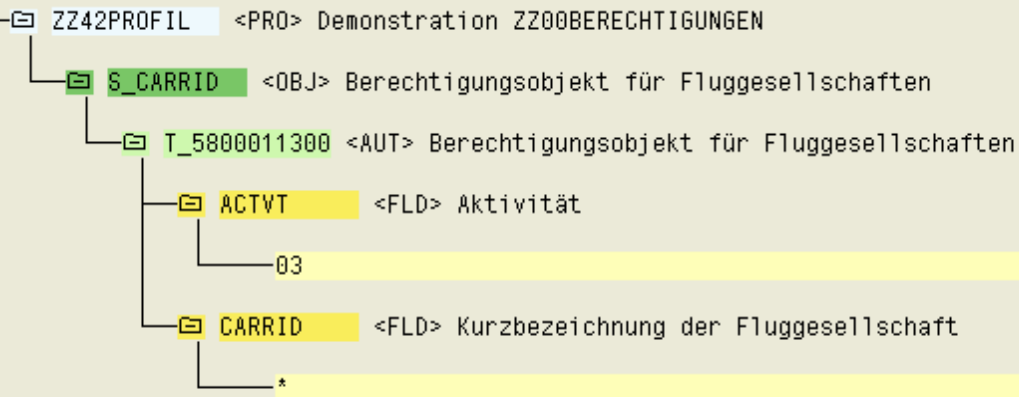 ZZ42PROFIL <PRO> Demonstration ZZ00BERECHTIGUNGEN
S_CARRID <OBJ> Berechtigungsobjekt für Fluggesellschaften
T_5800011300 <AUT> Berechtigungsobjekt für Fluggesellschaften
ACTVT <FLD> Aktivität
03
CARRID <FLD> Kurzbezeichnung der Fluggesellschaft
*